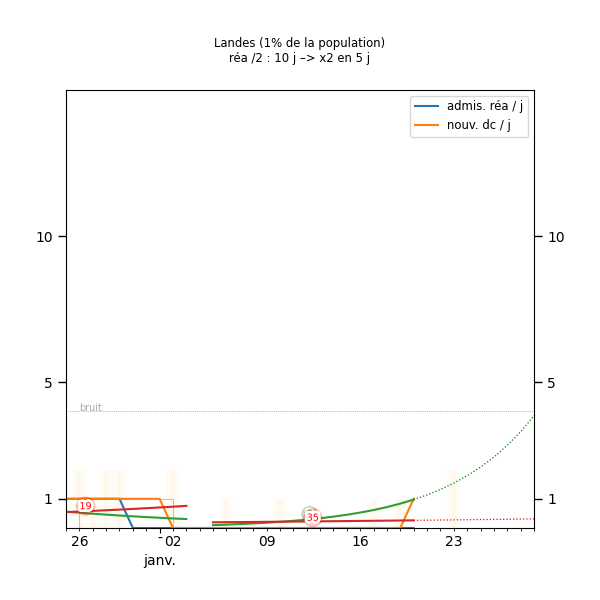 Landes (1% de la population)
réa /2 : 10 j –> x2 en 5 j
admis. réa / j
nouv. dc / j
10
10
5
5
bruit
1
1
19
35
26
02
09
16
23
janv.